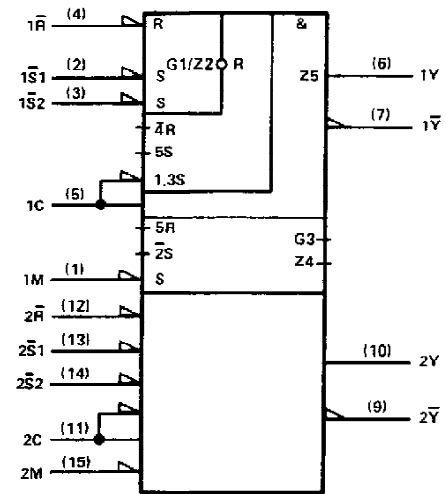 1R̅ (4) R &
1S̅1 (2) S G1/Z2 R Z5 (6) 1Y
1S̅2 (3) S
(7) 1Y̅
4̅R
5S
1,3S
1C (5)
5R
2̅S
G3
Z4
1M (1) S
2R̅ (12)
2S̅1 (13)
2S̅2 (14)
(10) 2Y
2C (11)
(9) 2Y̅
2M (15)